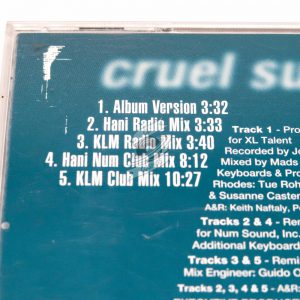 cruel su
1. Album Version 3:32
2. Hani Radio Mix 3:33
3. KLM Radio Mix 3:40
4. Hani Num Club Mix 8:12
5. KLM Club Mix 10:27
Track 1 - Pro
for XL Talent
Recorded by Je
Mixed by Mads
Keyboards & Pro
Rhodes: Tue Roh
& Susanne Caster
A&R: Keith Naftaly, P
Tracks 2 & 4 - Rem
for Num Sound, Inc.
Additional Keyboard
Tracks 3 & 5 - Remi
Mix Engineer: Guido O
Tracks 2, 3, 4 & 5 - A&R: